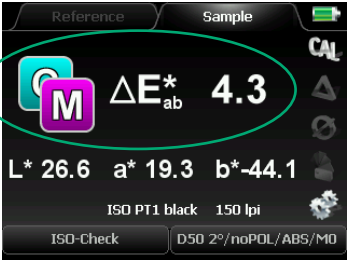 Reference Sample
CAL
C M ΔE*ab 4.3
L* 26.6 a* 19.3 b*-44.1
ISO PT1 black 150 lpi
ISO-Check D50 2°/noPOL/ABS/M0